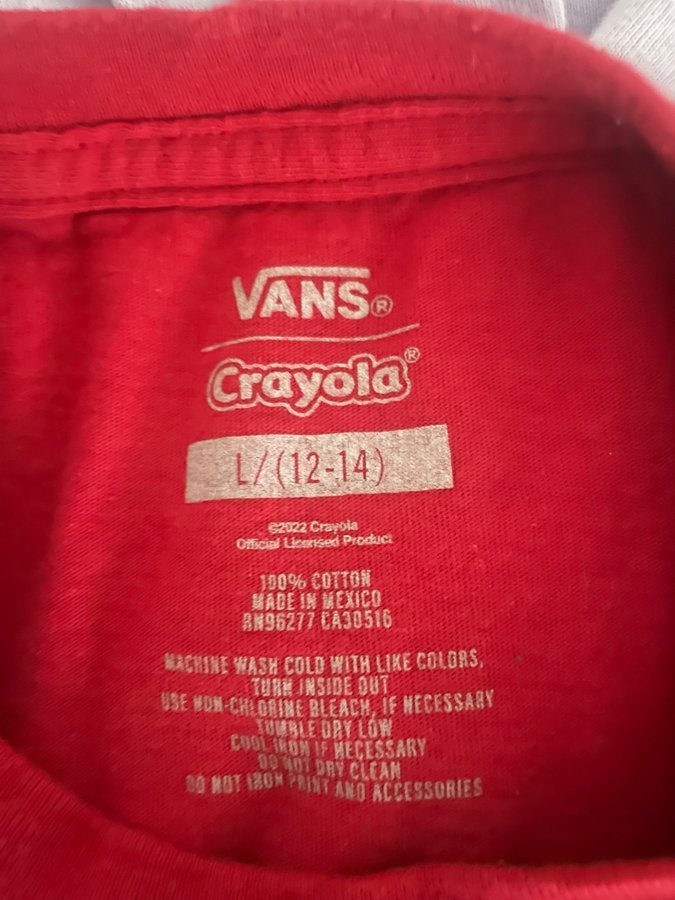 VANS®
Crayola®
L/(12-14)
©2022 Crayola
Official Licensed Product
100% COTTON
MADE IN MEXICO
RN96277 CA30516
MACHINE WASH COLD WITH LIKE COLORS,
TURN INSIDE OUT
USE NON-CHLORINE BLEACH, IF NECESSARY
TUMBLE DRY LOW
COOL IRON IF NECESSARY
DO NOT DRY CLEAN
DO NOT IRON PRINT AND ACCESSORIES